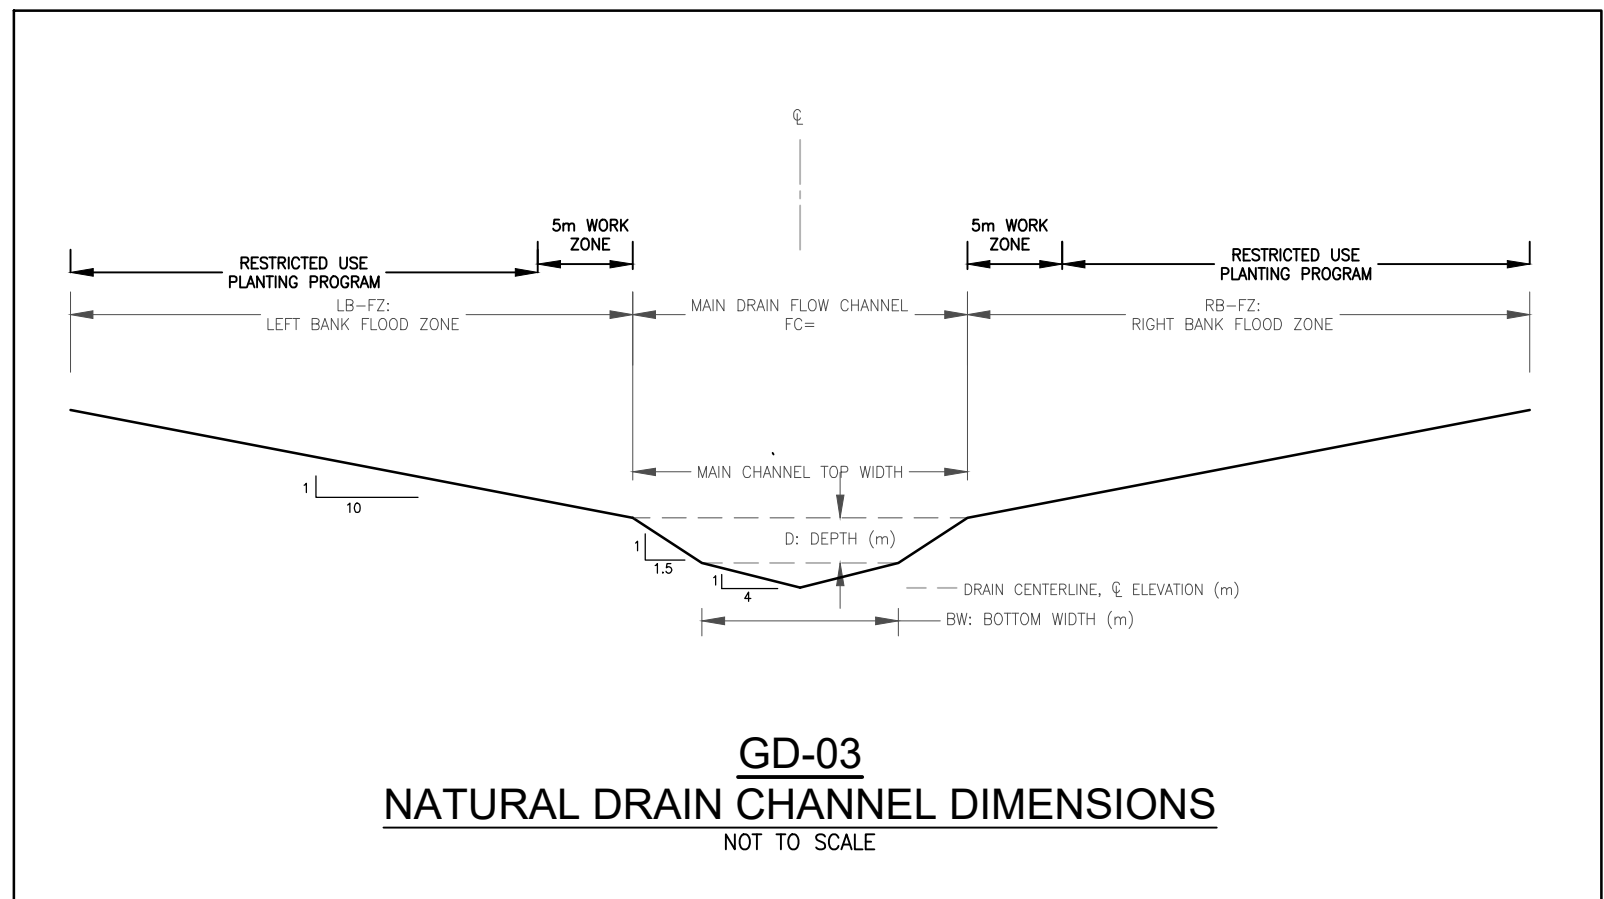 ℄
5m WORK
ZONE
5m WORK
ZONE
RESTRICTED USE
PLANTING PROGRAM
RESTRICTED USE
PLANTING PROGRAM
LB-FZ:
LEFT BANK FLOOD ZONE
MAIN DRAIN FLOW CHANNEL
FC=
RB-FZ:
RIGHT BANK FLOOD ZONE
MAIN CHANNEL TOP WIDTH
1
10
D: DEPTH (m)
1
1.5
1
4
DRAIN CENTERLINE, ℄ ELEVATION (m)
BW: BOTTOM WIDTH (m)
GD-03
NATURAL DRAIN CHANNEL DIMENSIONS
NOT TO SCALE